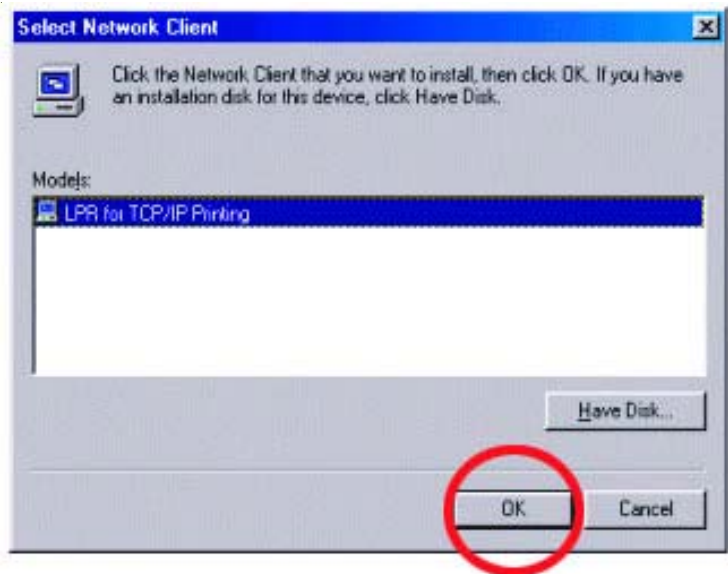 Select Network Client
Click the Network Client that you want to install, then click OK. If you have
an installation disk for this device, click Have Disk.
Models:
LPR for TCP/IP Printing
Have Disk...
OK
Cancel